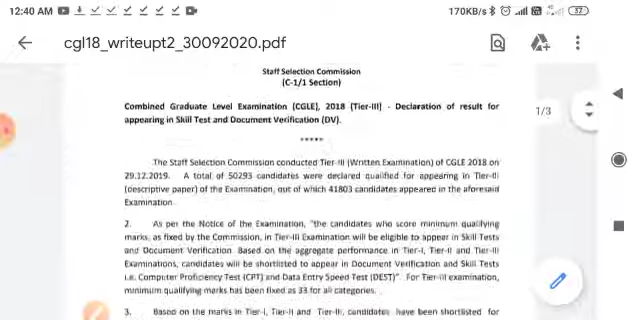 12:40 AM
170KB/s
37
cgl18_writeupt2_30092020.pdf
Staff Selection Commission
(C-1/1 Section)
Combined Graduate Level Examination (CGLE), 2018 (Tier-III) - Declaration of result for
appearing in Skill Test and Document Verification (DV).
*****
1/3
The Staff Selection Commission conducted Tier-III (Written Examination) of CGLE 2018 on
29.12.2019. A total of 50293 candidates were declared qualified for appearing in Tier-III
(descriptive paper) of the Examination, out of which 41803 candidates appeared in the aforesaid
Examination
2. As per the Notice of the Examination, "the candidates who score minimum qualifying
marks, as fixed by the Commission, in Tier-III Examination will be eligible to appear in Skill Tests
and Document Verification. Based on the aggregate performance in Tier-I, Tier-II and Tier-III
Examinations, candidates will be shortlisted to appear in Document Verification and Skill Tests
i.e. Computer Proficiency Test (CPT) and Data Entry Speed Test (DEST)". For Tier-III examination,
minimum qualifying marks has been fixed as 33 for all categories.
3. Based on the marks in Tier-I, Tier-II and Tier-III, candidates have been shortlisted for